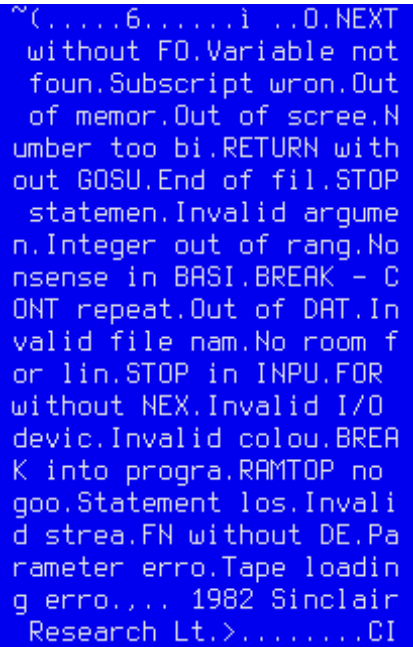 ~(.....6......ì ..O.NEXT
without FO.Variable not
foun.Subscript wron.Out
of memor.Out of scree.N
umber too bi.RETURN with
out GOSU.End of fil.STOP
statemen.Invalid argume
n.Integer out of rang.No
nsense in BASI.BREAK - C
ONT repeat.Out of DAT.In
valid file nam.No room f
or lin.STOP in INPU.FOR
without NEX.Invalid I/O
devic.Invalid colou.BREA
K into progra.RAMTOP no
goo.Statement los.Invali
d strea.FN without DE.Pa
rameter erro.Tape loadin
g erro.,.. 1982 Sinclair
Research Lt.>........CI